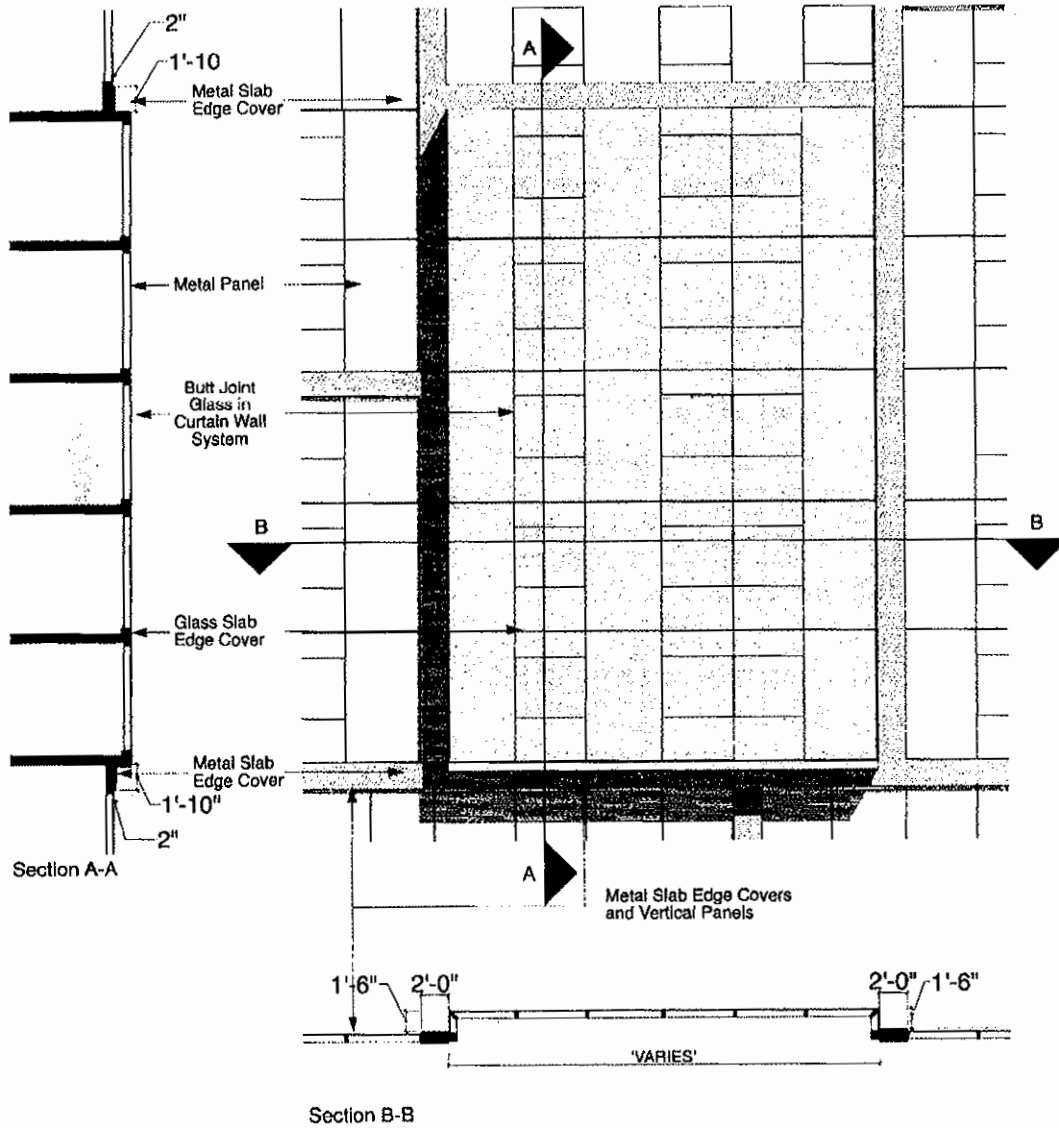 2"
1'-10
A
Metal Slab
Edge Cover
Metal Panel
Butt Joint
Glass in
Curtain Wall
System
B
B
Glass Slab
Edge Cover
Metal Slab
Edge Cover
1'-10"
2"
Section A-A
A
Metal Slab Edge Covers
and Vertical Panels
1'-6"
2'-0"
2'-0"
1'-6"
'VARIES'
Section B-B